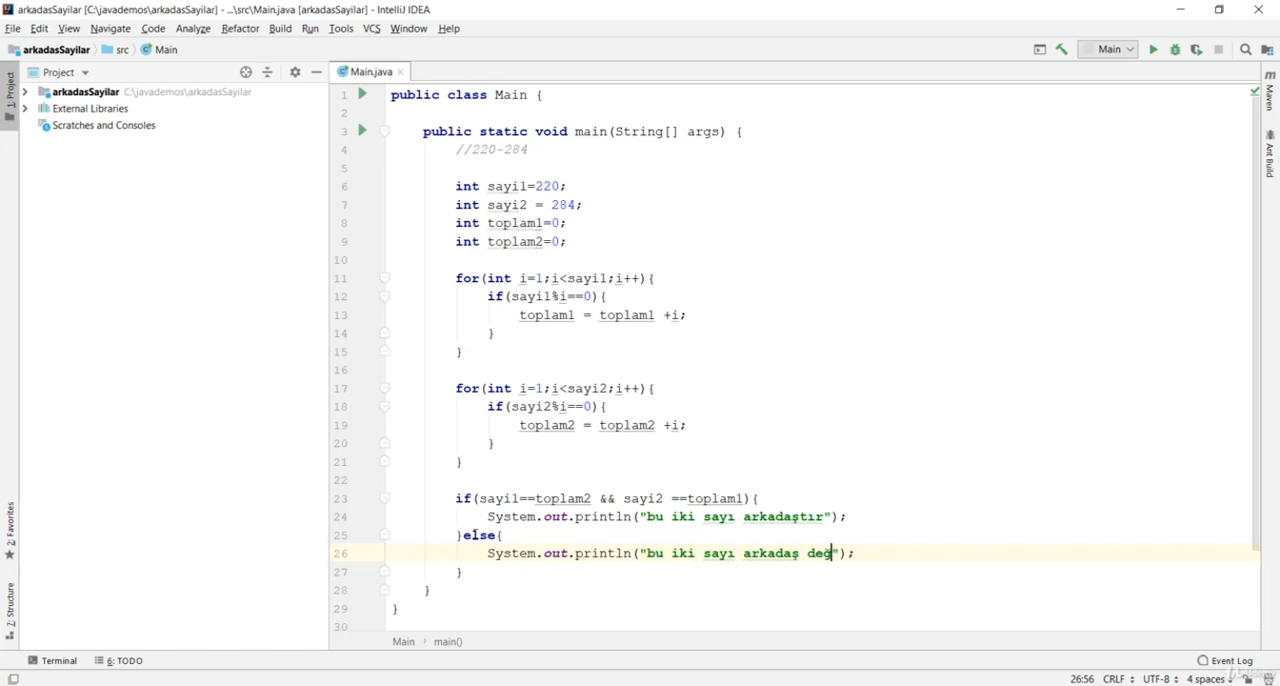 arkadasSayilar [C:\javademos\arkadasSayilar] - ...\src\Main.java [arkadasSayilar] - IntelliJ IDEA
File Edit View Navigate Code Analyze Refactor Build Run Tools VCS Window Help
arkadasSayilar src Main Main
Project Main.java
1: Project
arkadasSayilar C:\javademos\arkadasSayilar
External Libraries
Scratches and Consoles
1 public class Main {
2
3 public static void main(String[] args) {
4 //220-284
5
6 int sayi1=220;
7 int sayi2 = 284;
8 int toplam1=0;
9 int toplam2=0;
10
11 for(int i=1;i<sayi1;i++){
12 if(sayi1%i==0){
13 toplam1 = toplam1 +i;
14 }
15 }
16
17 for(int i=1;i<sayi2;i++){
18 if(sayi2%i==0){
19 toplam2 = toplam2 +i;
20 }
21 }
22
23 if(sayi1==toplam2 && sayi2 ==toplam1){
24 System.out.println("bu iki sayı arkadaştır");
25 }else{
26 System.out.println("bu iki sayı arkadaş değ");
27 }
28 }
29 }
30
Main main()
Maven
Ant Build
2: Favorites
7: Structure
Terminal 6: TODO Event Log
26:56 CRLF UTF-8 4 spaces